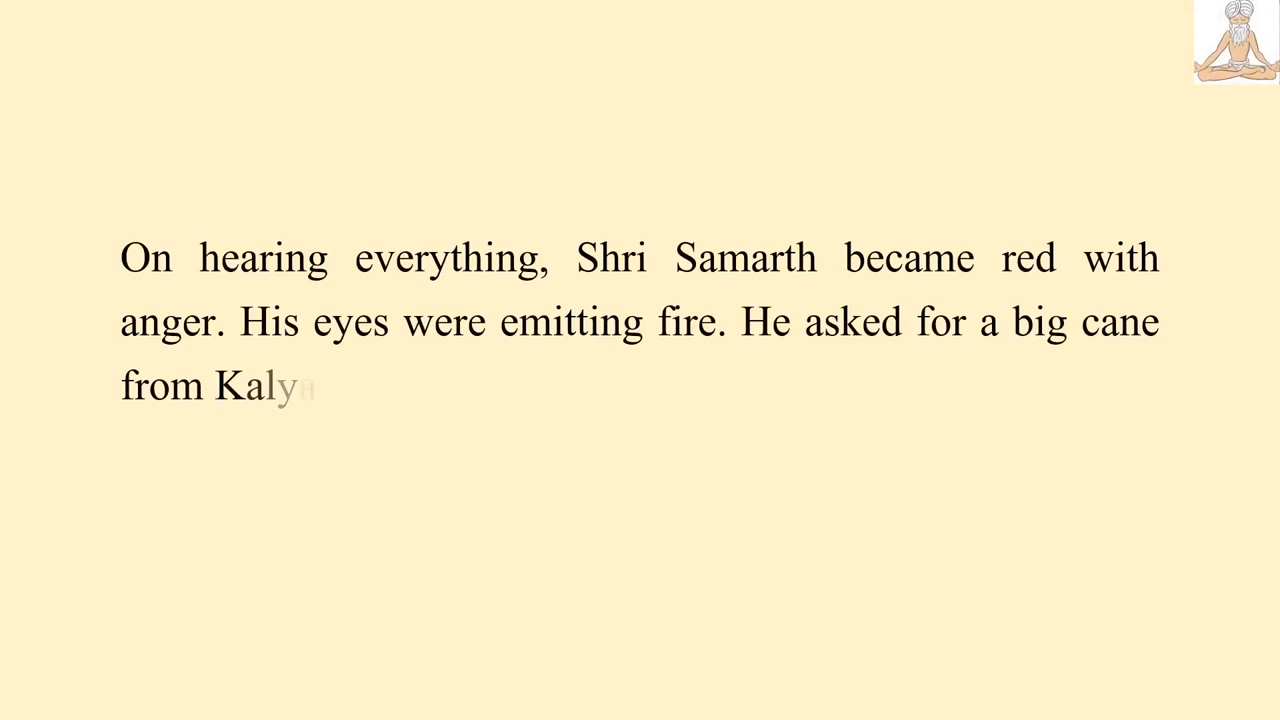 On hearing everything, Shri Samarth became red with
anger. His eyes were emitting fire. He asked for a big cane
from Kalya